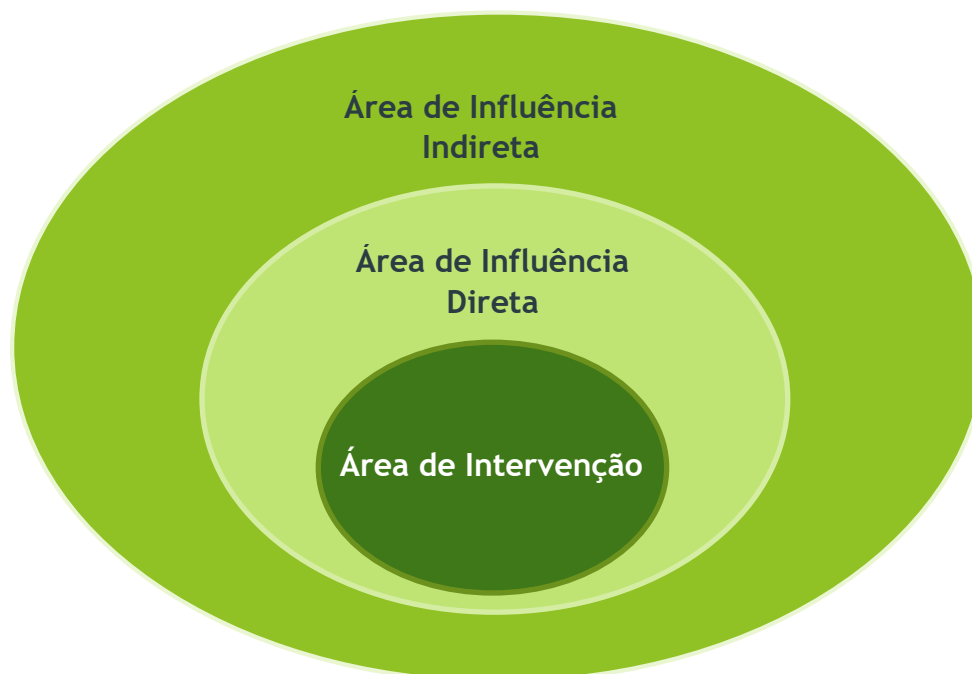 Área de Influência
Indireta
Área de Influência
Direta
Área de Intervenção